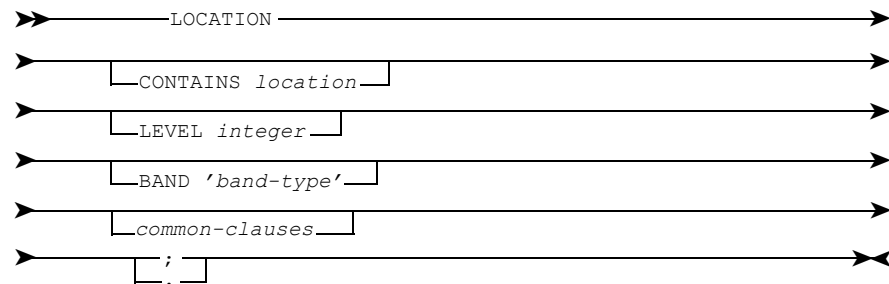 LOCATION
CONTAINS location
LEVEL integer
BAND 'band-type'
common-clauses
;
.